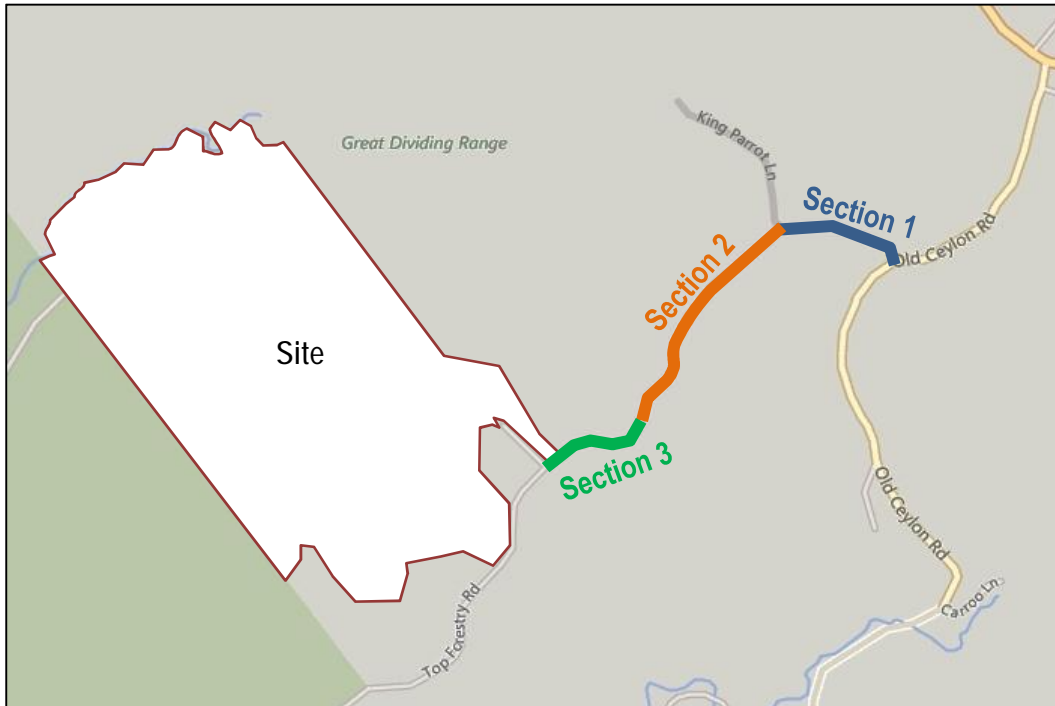 Great Dividing Range
King Parrot Ln
Section 1
Old Ceylon Rd
Section 2
Site
Section 3
Old Ceylon Rd
Top Forestry Rd
Carroo Ln